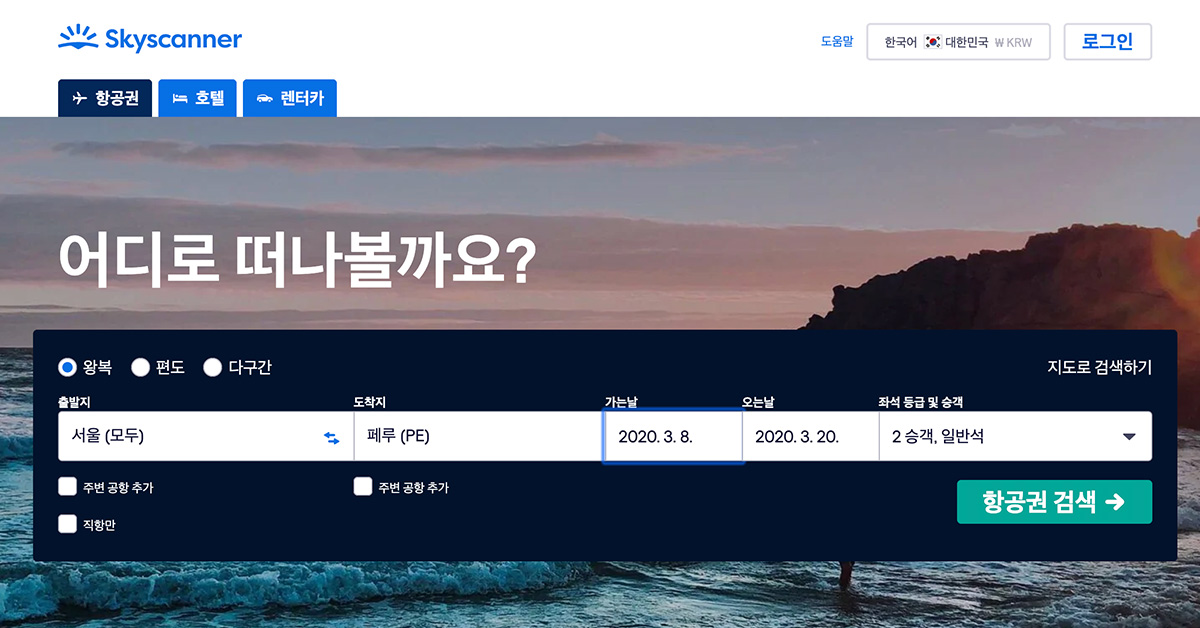 Skyscanner
도움말
한국어 대한민국 ₩ KRW
로그인
항공권
호텔
렌터카
어디로 떠나볼까요?
왕복
편도
다구간
지도로 검색하기
출발지
도착지
가는날
오는날
좌석 등급 및 승객
서울 (모두)
페루 (PE)
2020. 3. 8.
2020. 3. 20.
2 승객, 일반석
주변 공항 추가
주변 공항 추가
직항만
항공권 검색